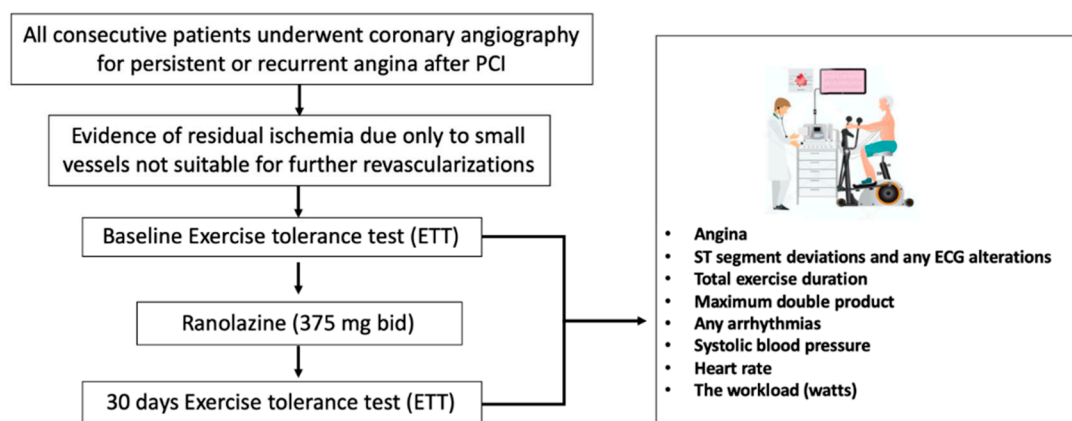 All consecutive patients underwent coronary angiography
for persistent or recurrent angina after PCI
Evidence of residual ischemia due only to small
vessels not suitable for further revascularizations
Baseline Exercise tolerance test (ETT)
Ranolazine (375 mg bid)
30 days Exercise tolerance test (ETT)
• Angina
• ST segment deviations and any ECG alterations
• Total exercise duration
• Maximum double product
• Any arrhythmias
• Systolic blood pressure
• Heart rate
• The workload (watts)